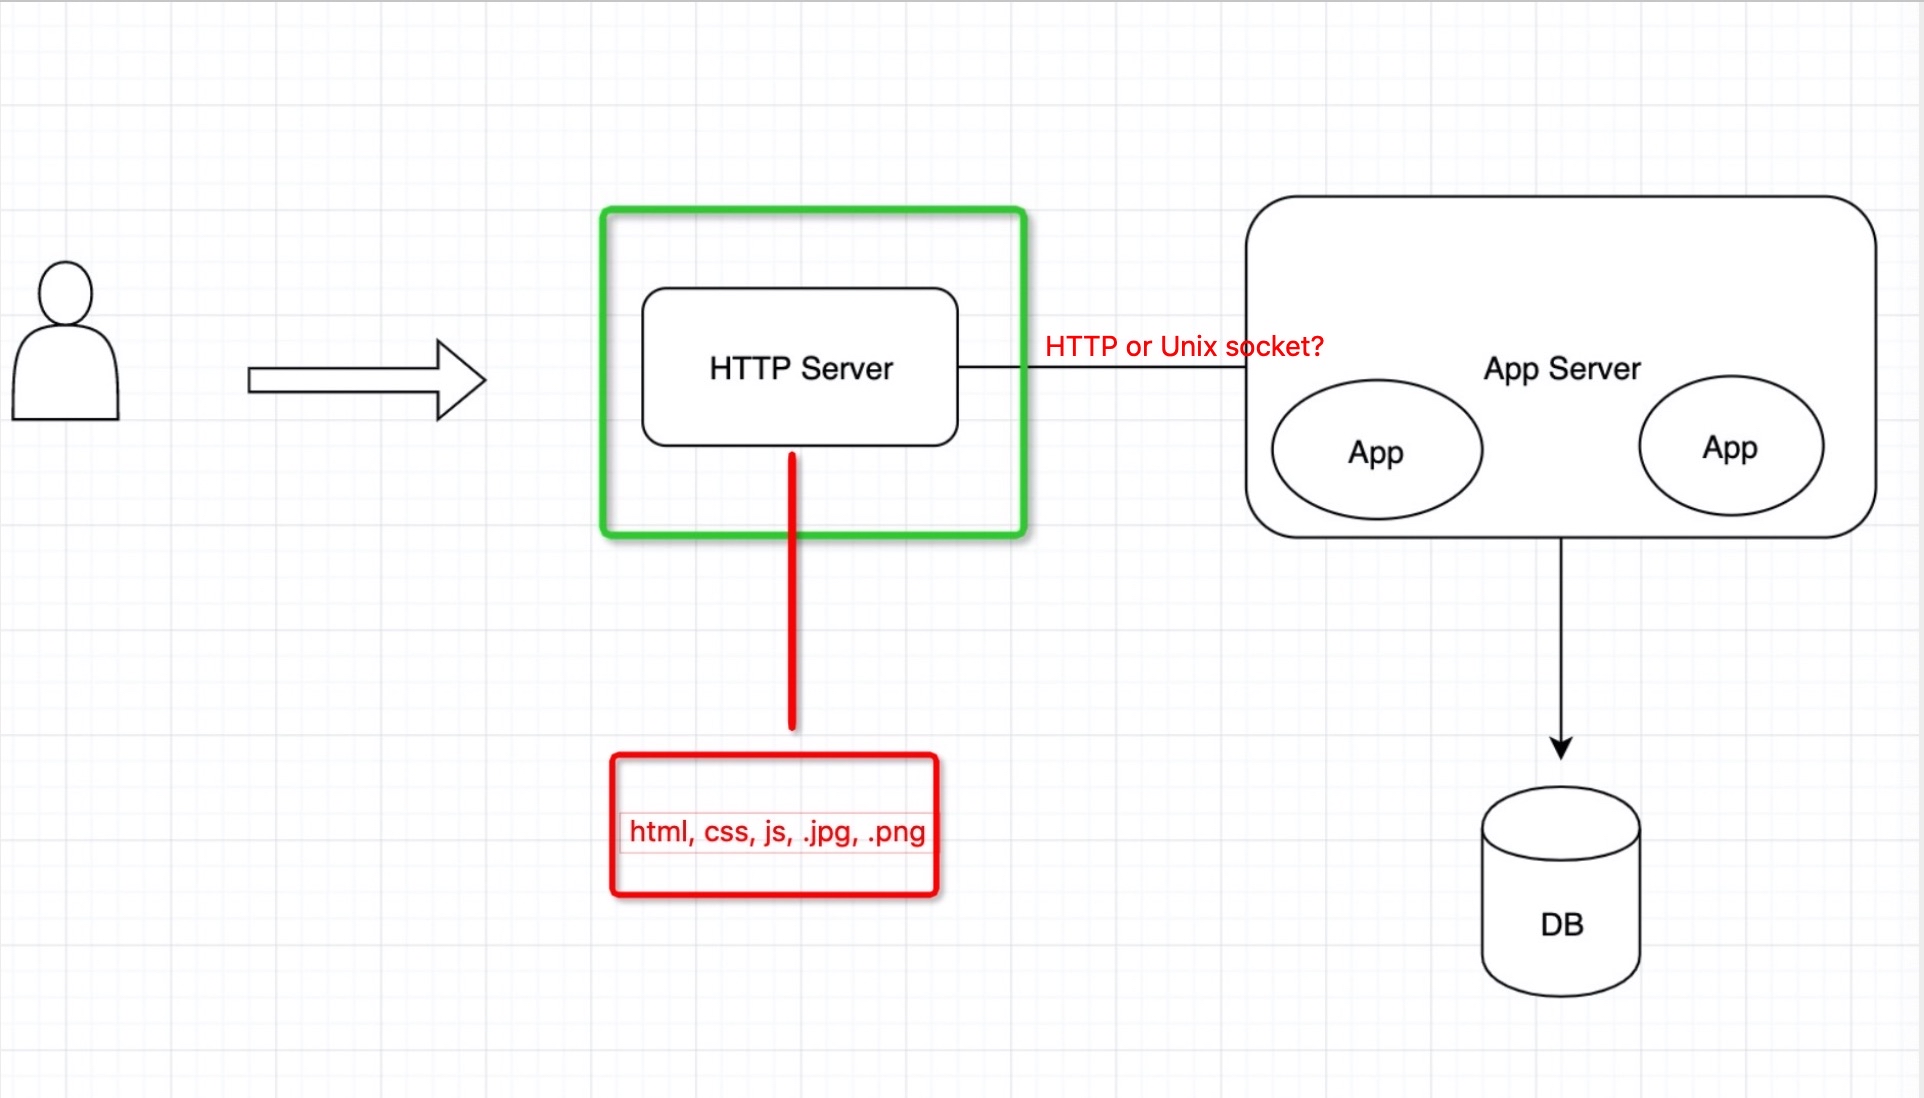 HTTP Server
HTTP or Unix socket?
App Server
App
App
html, css, js, .jpg, .png
DB